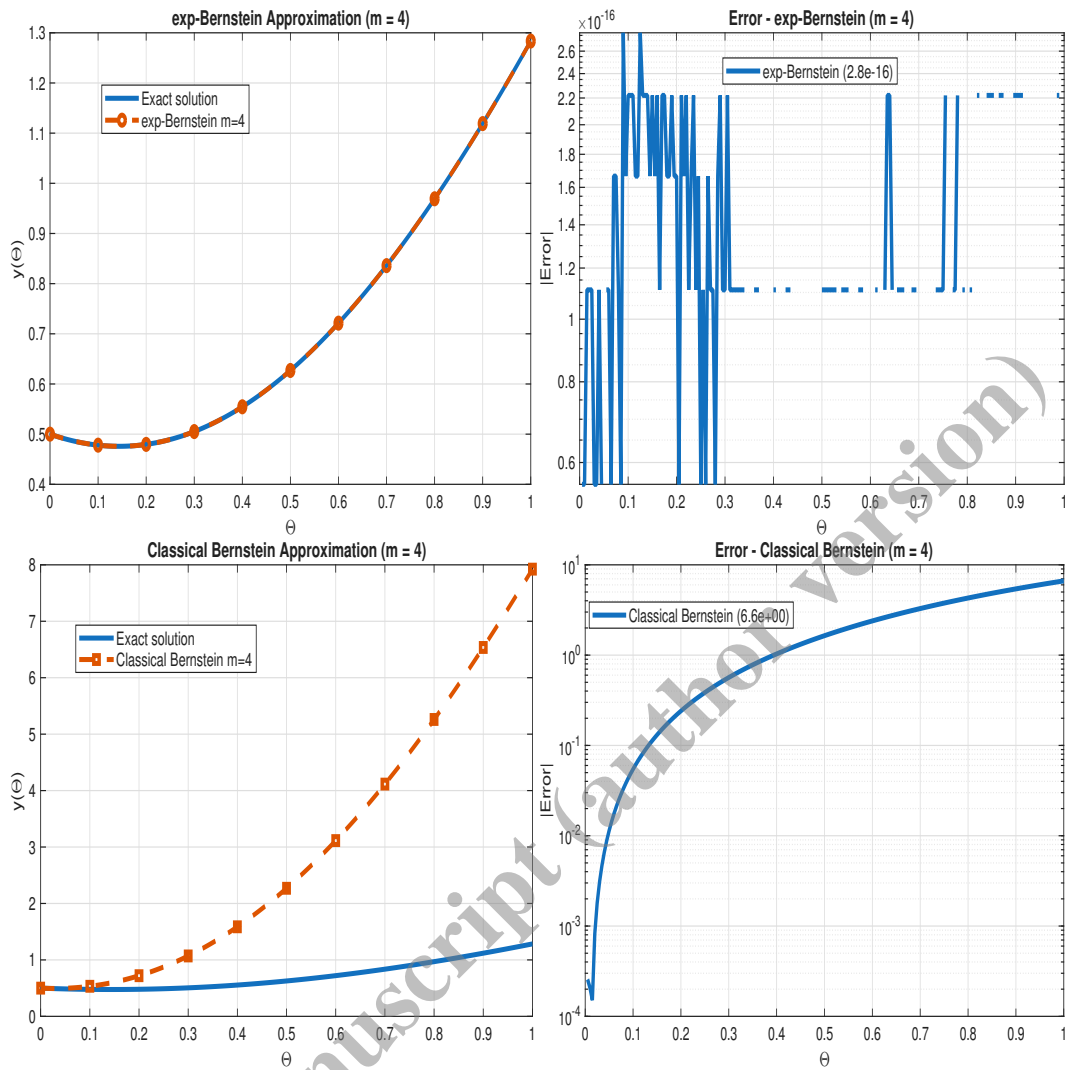 exp-Bernstein Approximation (m = 4)
1.3
1.2
1.1
1
0.9
0.8
0.7
0.6
0.5
0.4
y(Θ)
Exact solution
exp-Bernstein m=4
0 0.1 0.2 0.3 0.4 0.5 0.6 0.7 0.8 0.9 1
Θ
×10-16
Error - exp-Bernstein (m = 4)
2.6
2.4
2.2
2
1.8
1.6
1.4
1.2
1
0.8
0.6
|Error|
exp-Bernstein (2.8e-16)
0 0.1 0.2 0.3 0.4 0.5 0.6 0.7 0.8 0.9 1
Θ
Classical Bernstein Approximation (m = 4)
8
7
6
5
4
3
2
1
0
y(Θ)
Exact solution
Classical Bernstein m=4
0 0.1 0.2 0.3 0.4 0.5 0.6 0.7 0.8 0.9 1
Θ
Error - Classical Bernstein (m = 4)
101
100
10-1
10-2
10-3
10-4
|Error|
Classical Bernstein (6.6e+00)
0 0.1 0.2 0.3 0.4 0.5 0.6 0.7 0.8 0.9 1
Θ
nuscript (author version)